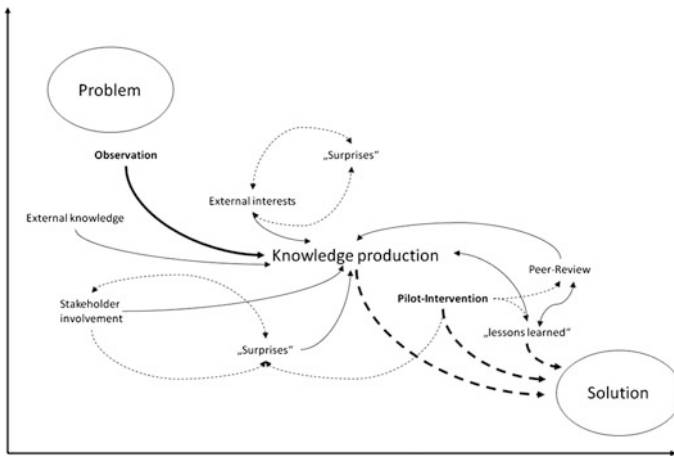 Problem
Observation
„Surprises“
External interests
External knowledge
Knowledge production
Peer-Review
Stakeholder
involvement
Pilot-Intervention
„lessons learned“
„Surprises“
Solution